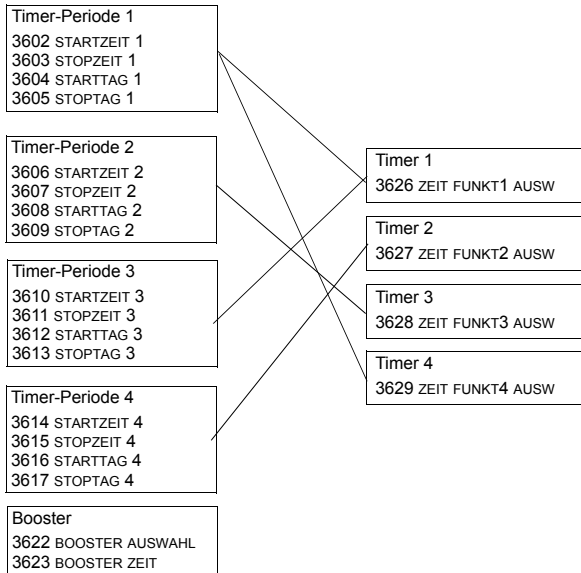 Timer-Periode 1
3602 STARTZEIT 1
3603 STOPZEIT 1
3604 STARTTAG 1
3605 STOPTAG 1
Timer-Periode 2
3606 STARTZEIT 2
3607 STOPZEIT 2
3608 STARTTAG 2
3609 STOPTAG 2
Timer-Periode 3
3610 STARTZEIT 3
3611 STOPZEIT 3
3612 STARTTAG 3
3613 STOPTAG 3
Timer-Periode 4
3614 STARTZEIT 4
3615 STOPZEIT 4
3616 STARTTAG 4
3617 STOPTAG 4
Booster
3622 BOOSTER AUSWAHL
3623 BOOSTER ZEIT
Timer 1
3626 ZEIT FUNKT1 AUSW
Timer 2
3627 ZEIT FUNKT2 AUSW
Timer 3
3628 ZEIT FUNKT3 AUSW
Timer 4
3629 ZEIT FUNKT4 AUSW